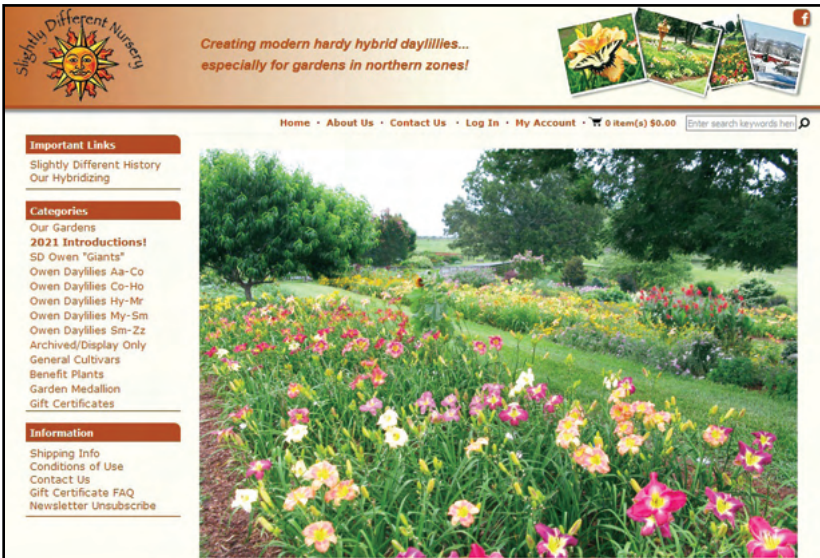 Slightly Different Nursery
Creating modern hardy hybrid daylillies...
especially for gardens in northern zones!
f
Home · About Us · Contact Us · Log In · My Account · 0 item(s) $0.00 Enter search keywords here
Important Links
Slightly Different History
Our Hybridizing
Categories
Our Gardens
2021 Introductions!
SD Owen "Giants"
Owen Daylilies Aa-Co
Owen Daylilies Co-Ho
Owen Daylilies Hy-Mr
Owen Daylilies My-Sm
Owen Daylilies Sm-Zz
Archived/Display Only
General Cultivars
Benefit Plants
Garden Medallion
Gift Certificates
Information
Shipping Info
Conditions of Use
Contact Us
Gift Certificate FAQ
Newsletter Unsubscribe